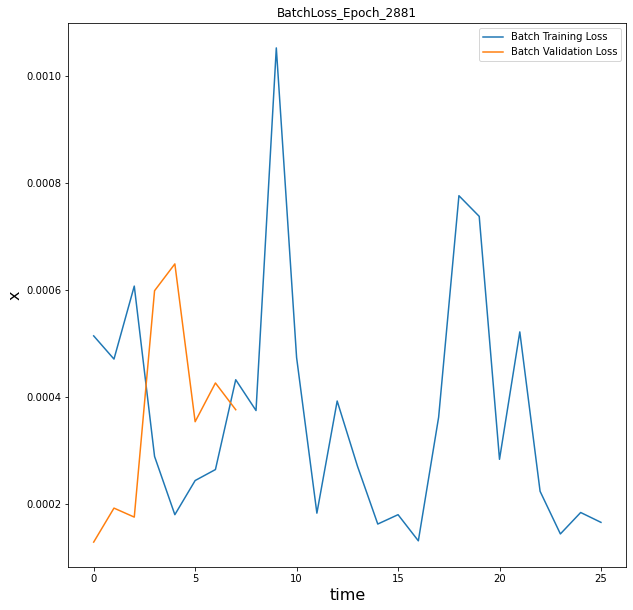 BatchLoss_Epoch_2881
Batch Training Loss
Batch Validation Loss
0.0010
0.0008
0.0006
0.0004
0.0002
x
0 5 10 15 20 25
time